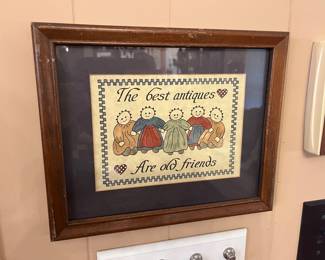 The best antiques
Are old friends